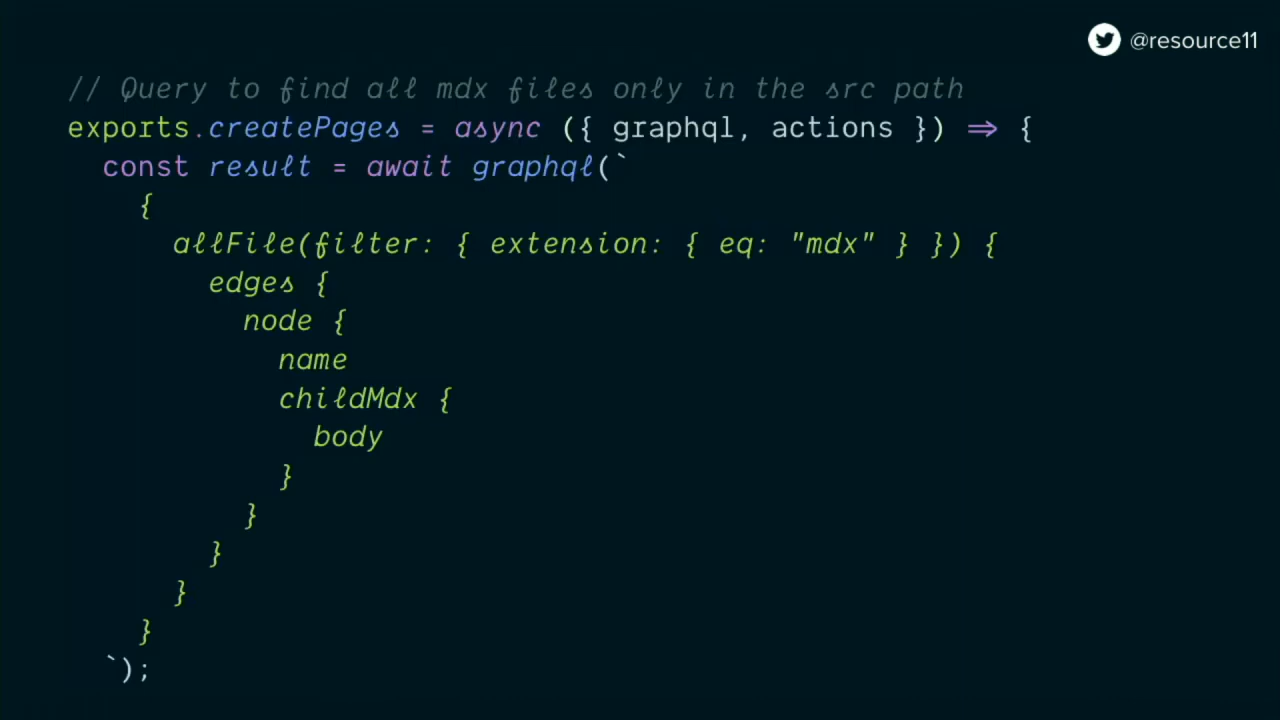 @resource11
// Query to find all mdx files only in the src path
exports.createPages = async ({ graphql, actions }) => {
  const result = await graphql(`
    {
      allFile(filter: { extension: { eq: "mdx" } }) {
        edges {
          node {
            name
            childMdx {
              body
            }
          }
        }
      }
    }
  `);